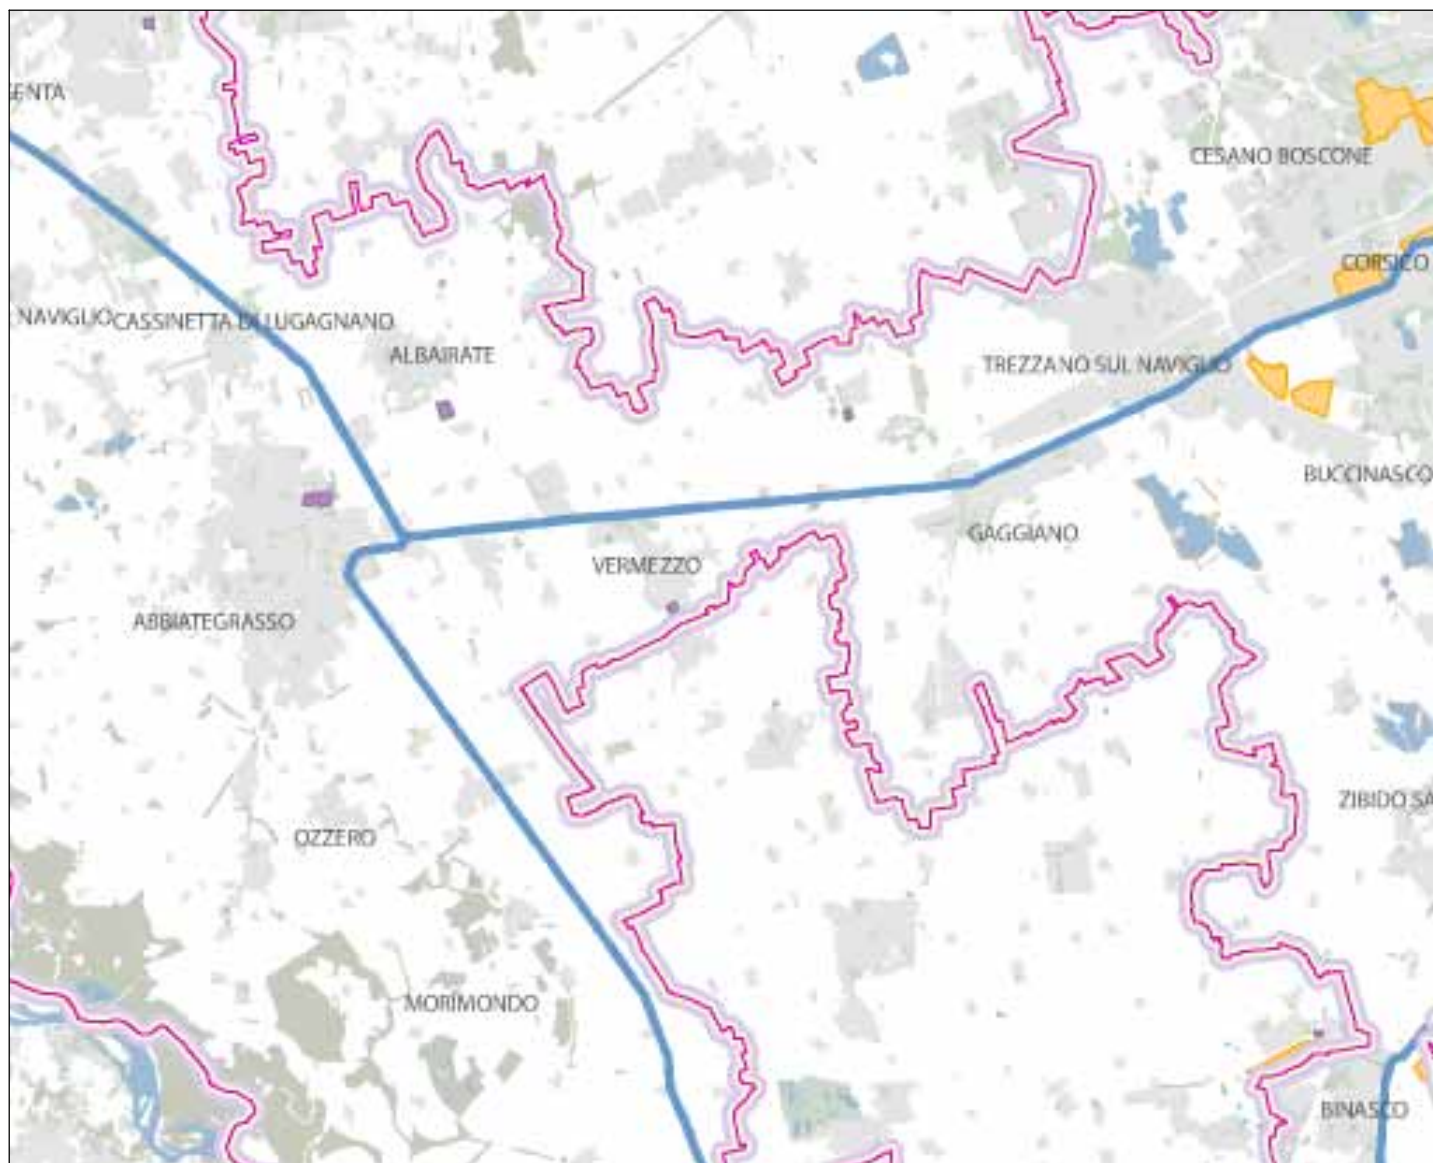 ENTA
CESANO BOSCONE
CORSICO
NAVIGLIO
CASSINETTA DI LUGAGNANO
ALBAIRATE
TREZZANO SUL NAVIGLIO
BUCCINASCO
GAGGIANO
VERMEZZO
ABBIATEGRASSO
ZIBIDO SA
OZZERO
MORIMONDO
BINASCO